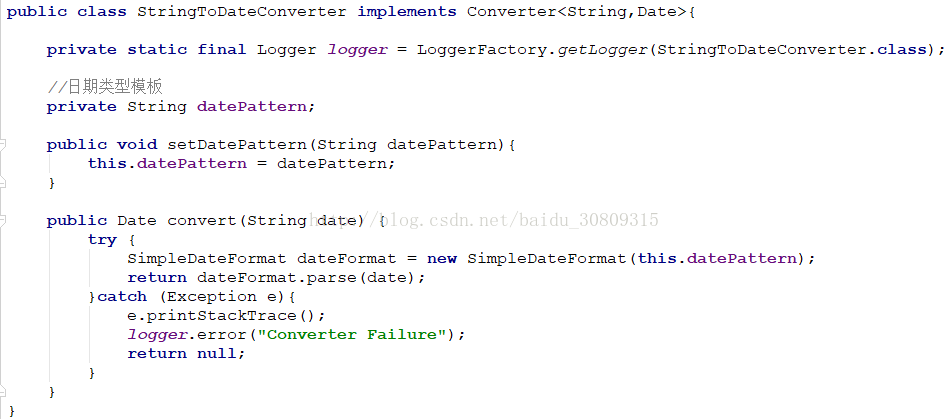 public class StringToDateConverter implements Converter<String,Date>{
private static final Logger logger = LoggerFactory.getLogger(StringToDateConverter.class);
//日期类型模板
private String datePattern;
public void setDatePattern(String datePattern){
this.datePattern = datePattern;
}
public Date convert(String date) {
http://blog.csdn.net/baidu_30809315
try {
SimpleDateFormat dateFormat = new SimpleDateFormat(this.datePattern);
return dateFormat.parse(date);
}catch (Exception e){
e.printStackTrace();
logger.error("Converter Failure");
return null;
}
}
}